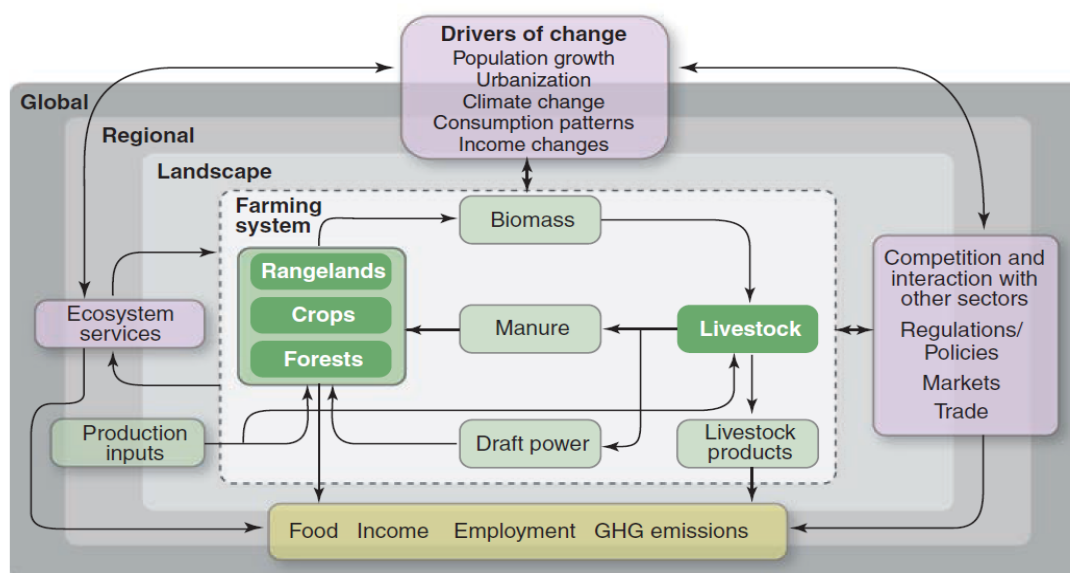 Drivers of change
Population growth
Urbanization
Climate change
Consumption patterns
Income changes
Global
Regional
Landscape
Farming
system
Biomass
Rangelands
Crops
Forests
Manure
Livestock
Ecosystem
services
Competition and
interaction with
other sectors
Regulations/
Policies
Markets
Trade
Production
inputs
Draft power
Livestock
products
Food Income Employment GHG emissions